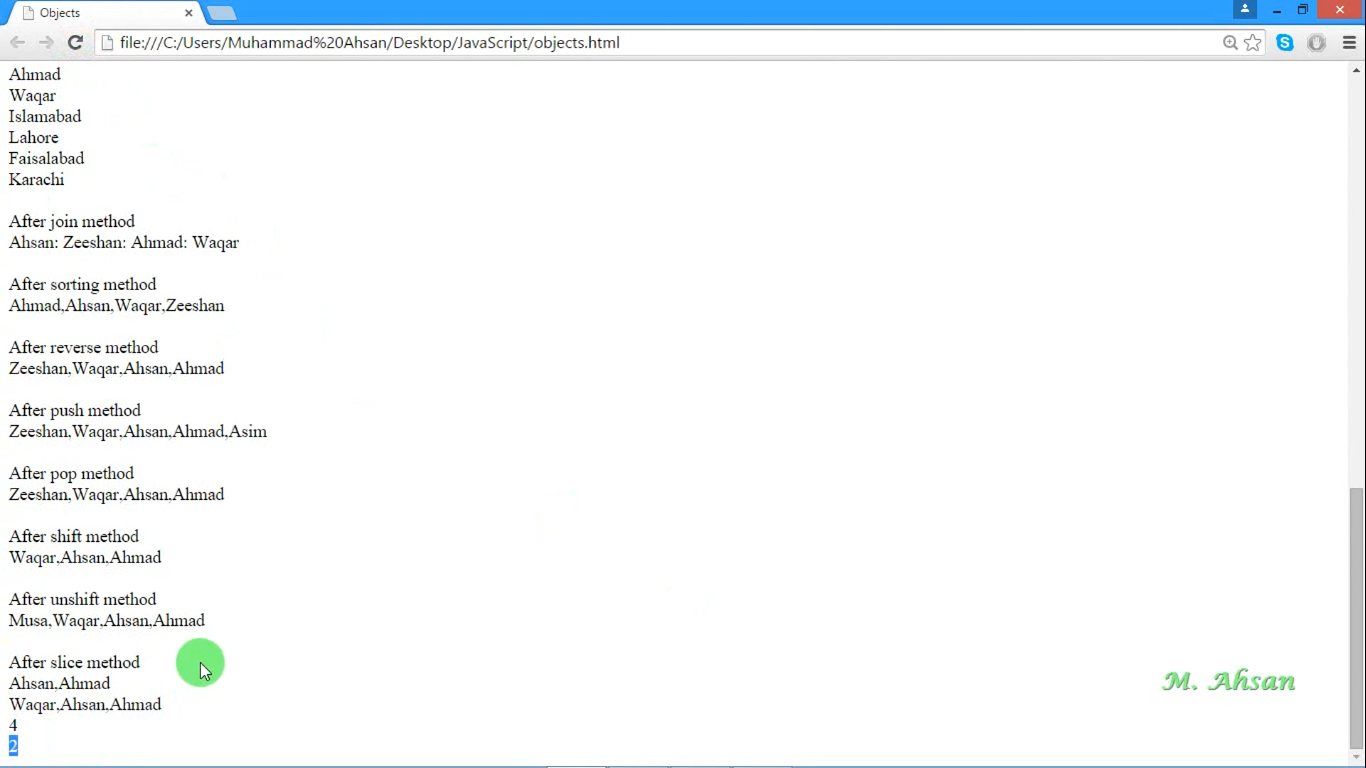 Objects
file:///C:/Users/Muhammad%20Ahsan/Desktop/JavaScript/objects.html
Ahmad
Waqar
Islamabad
Lahore
Faisalabad
Karachi
After join method
Ahsan: Zeeshan: Ahmad: Waqar
After sorting method
Ahmad,Ahsan,Waqar,Zeeshan
After reverse method
Zeeshan,Waqar,Ahsan,Ahmad
After push method
Zeeshan,Waqar,Ahsan,Ahmad,Asim
After pop method
Zeeshan,Waqar,Ahsan,Ahmad
After shift method
Waqar,Ahsan,Ahmad
After unshift method
Musa,Waqar,Ahsan,Ahmad
After slice method
Ahsan,Ahmad
Waqar,Ahsan,Ahmad
4
2
M. Ahsan